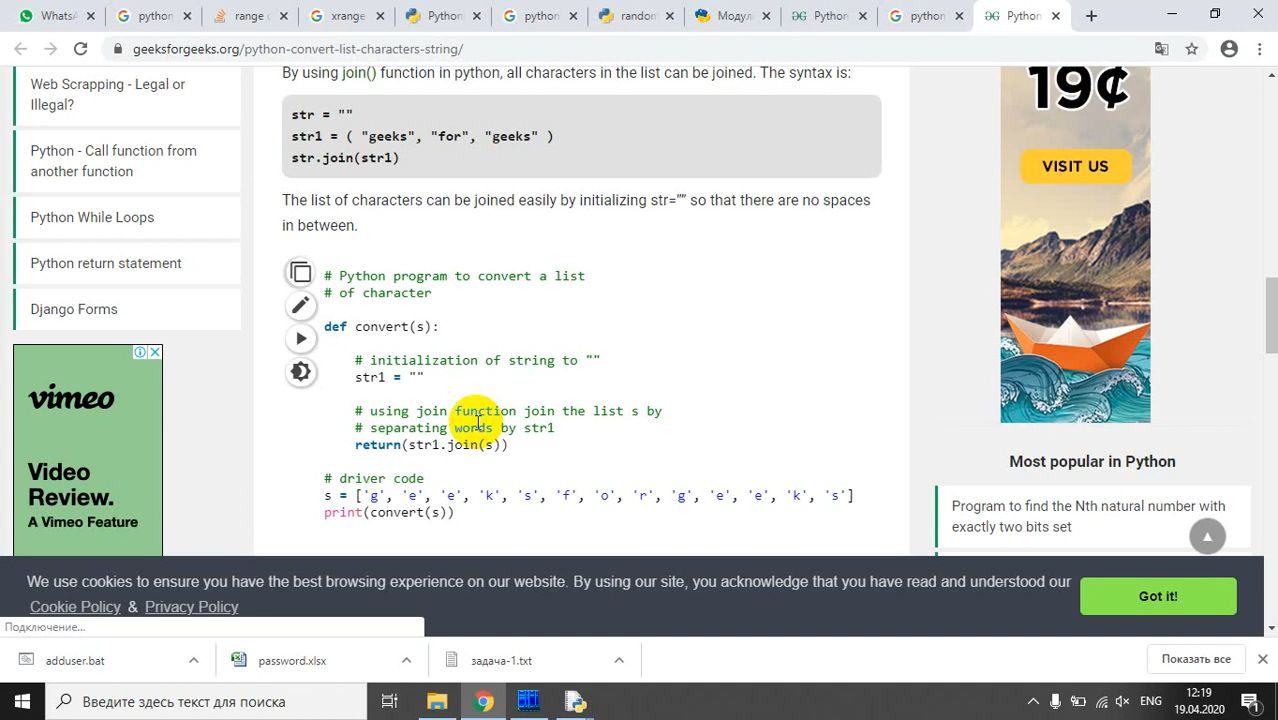 WhatsA
python
range c
xrange
Python
python
random
Модул
Python
python
Python
geeksforgeeks.org/python-convert-list-characters-string/
Web Scrapping - Legal or
Illegal?
Python - Call function from
another function
Python While Loops
Python return statement
Django Forms
vimeo
Video
Review.
A Vimeo Feature
By using join() function in python, all characters in the list can be joined. The syntax is:
str = ""
str1 = ( "geeks", "for", "geeks" )
str.join(str1)
The list of characters can be joined easily by initializing str=”” so that there are no spaces
in between.
# Python program to convert a list
# of character
def convert(s):
# initialization of string to ""
str1 = ""
# using join function join the list s by
# separating words by str1
return(str1.join(s))
# driver code
s = ['g', 'e', 'e', 'k', 's', 'f', 'o', 'r', 'g', 'e', 'e', 'k', 's']
print(convert(s))
19¢
VISIT US
Most popular in Python
Program to find the Nth natural number with
exactly two bits set
We use cookies to ensure you have the best browsing experience on our website. By using our site, you acknowledge that you have read and understood our
Cookie Policy & Privacy Policy
Got it!
Подключение...
adduser.bat
password.xlsx
задача-1.txt
Показать все
Введите здесь текст для поиска
ENG
12:19
19.04.2020
1